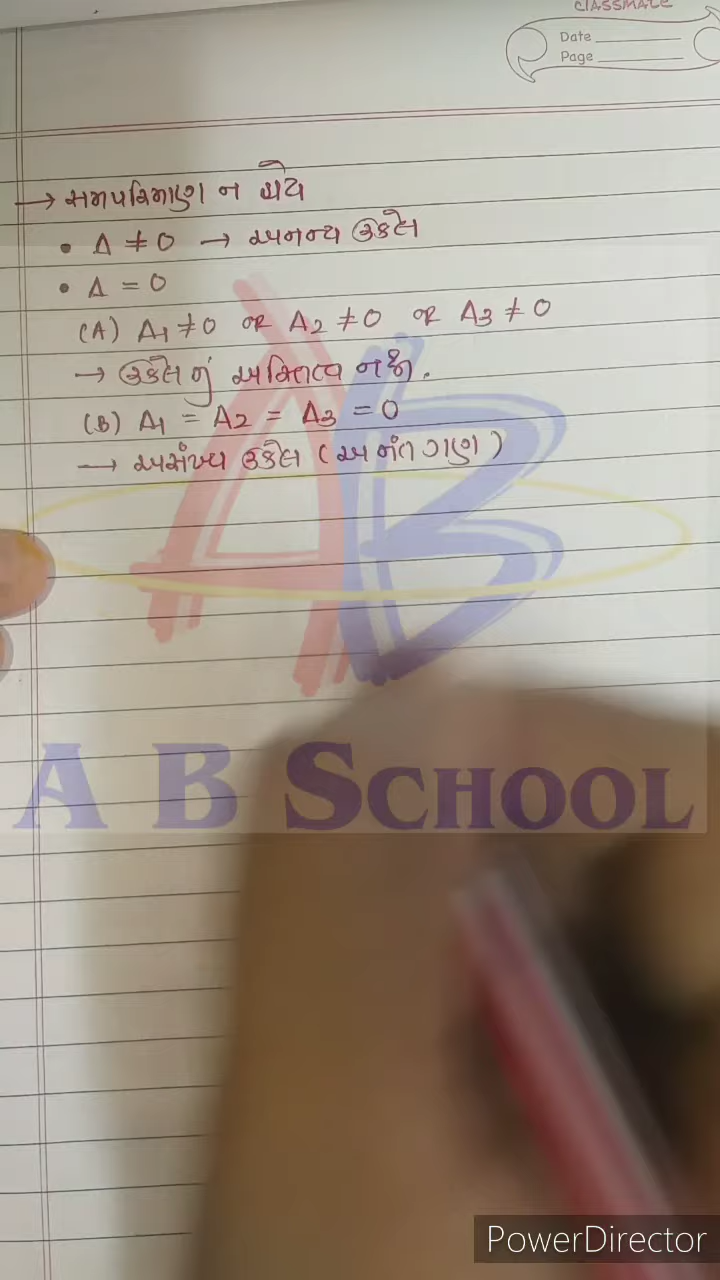 CLASSMATE
Date
Page
→ સમપરિમાણ ન હોય
• Δ ≠ 0 → અનન્ય ઉકેલ
• Δ = 0
(A) Δ1 ≠ 0 or Δ2 ≠ 0 or Δ3 ≠ 0
→ ઉકેલ નું અસ્તિત્વ નથી.
(B) Δ1 = Δ2 = Δ3 = 0
→ અસંખ્ય ઉકેલ (અનંત ગણ)
AB
A B SCHOOL
PowerDirector